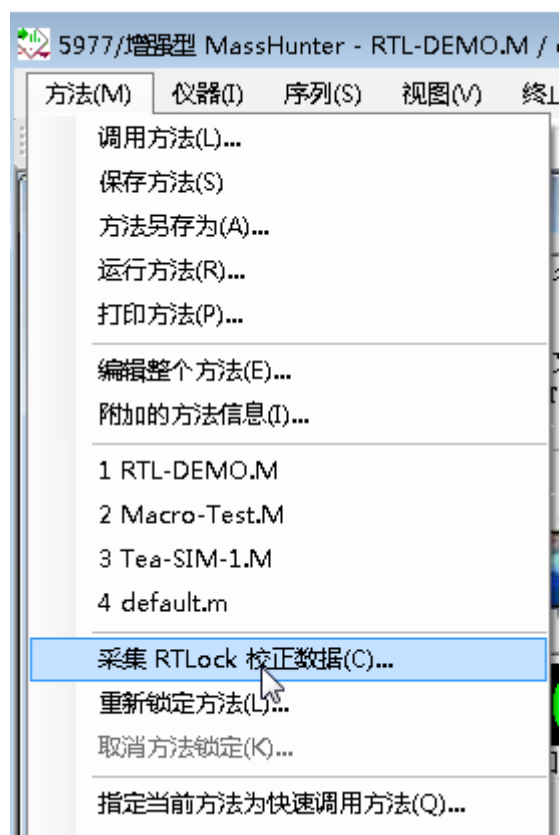 5977/增强型 MassHunter - RTL-DEMO.M /
方法(M) 仪器(I) 序列(S) 视图(V)
调用方法(L)...
保存方法(S)
方法另存为(A)...
运行方法(R)...
打印方法(P)...
编辑整个方法(E)...
附加的方法信息(I)...
1 RTL-DEMO.M
2 Macro-Test.M
3 Tea-SIM-1.M
4 default.m
采集 RTLock 校正数据(C)...
重新锁定方法(L)...
取消方法锁定(K)...
指定当前方法为快速调用方法(Q)...